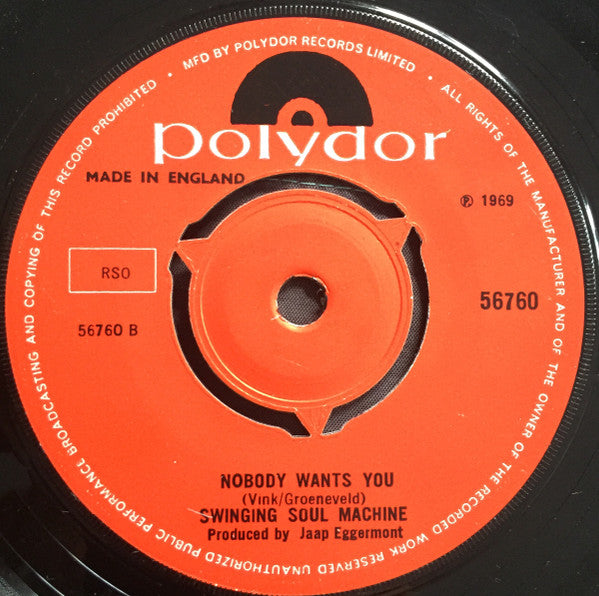 MFD BY POLYDOR RECORDS LIMITED • ALL RIGHTS OF THE MANUFACTURER AND OF THE OWNER OF THE RECORDED WORK RESERVED UNAUTHORIZED PUBLIC PERFORMANCE BROADCASTING AND COPYING OF THIS RECORD PROHIBITED •
polydor
MADE IN ENGLAND
℗ 1969
RSO
56760
56760 B
NOBODY WANTS YOU
(Vink/Groeneveld)
SWINGING SOUL MACHINE
Produced by Jaap Eggermont